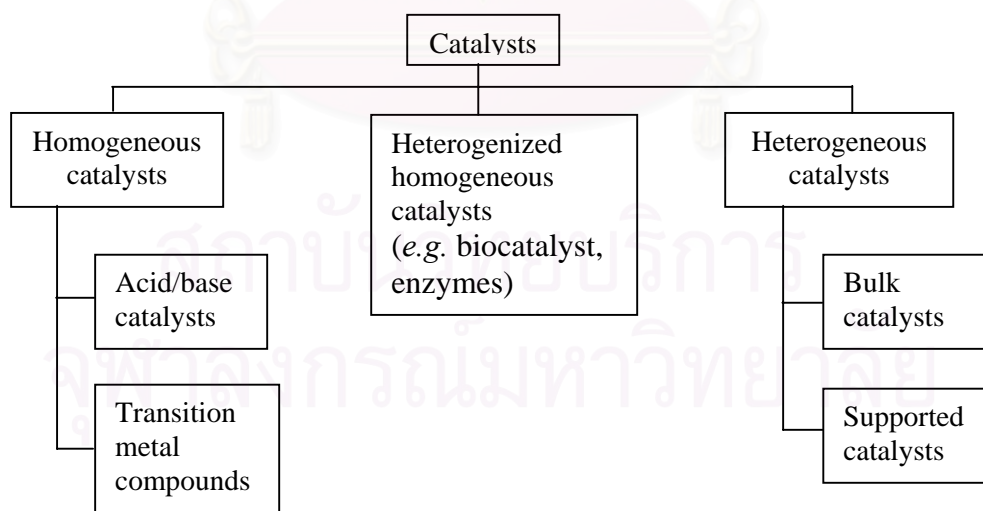 Catalysts
Homogeneous
catalysts
Heterogenized
homogeneous
catalysts
(e.g. biocatalyst,
enzymes)
Heterogeneous
catalysts
Acid/base
catalysts
Bulk
catalysts
Transition
metal
compounds
Supported
catalysts
สถาบันวิทยบริการ
จุฬาลงกรณ์มหาวิทยาลัย